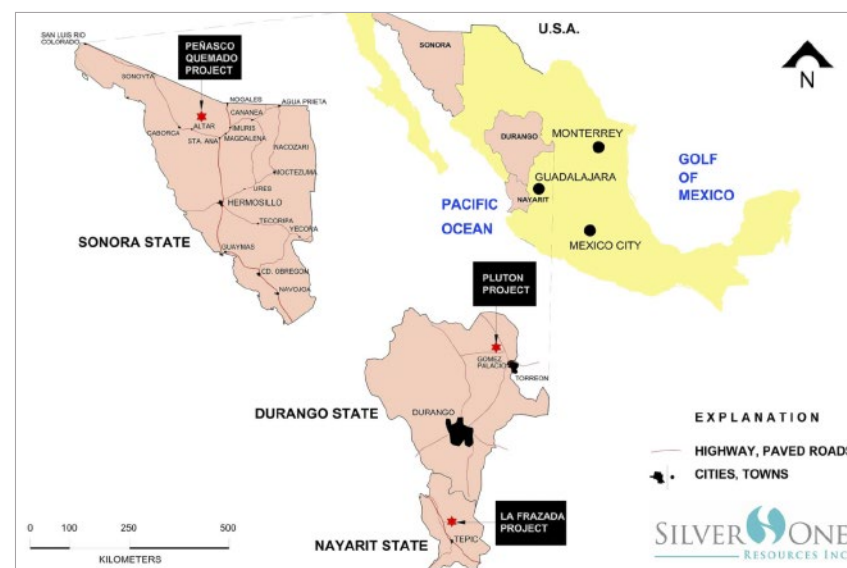 SAN LUIS RIO
COLORADO
SONOYTA
PEÑASCO
QUEMADO
PROJECT
NOGALES
AGUA PRIETA
CANANEA
CABORCA
ALTAR
IMURIS
STA. ANA
MAGDALENA
NACOZARI
MOCTEZUMA
URES
HERMOSILLO
TECORIPA
YECORA
GUAYMAS
CD. OBREGON
NAVOJOA
SONORA STATE
U.S.A.
N
SONORA
DURANGO
MONTERREY
GUADALAJARA
NAYARIT
MEXICO CITY
PACIFIC
OCEAN
GOLF
OF
MEXICO
PLUTON
PROJECT
GOMEZ
PALACIO
TORREON
DURANGO STATE
DURANGO
LA FRAZADA
PROJECT
TEPIC
NAYARIT STATE
EXPLANATION
HIGHWAY, PAVED ROADS
CITIES, TOWNS
0 100 250 500
KILOMETERS
SILVER ONE
RESOURCES INC